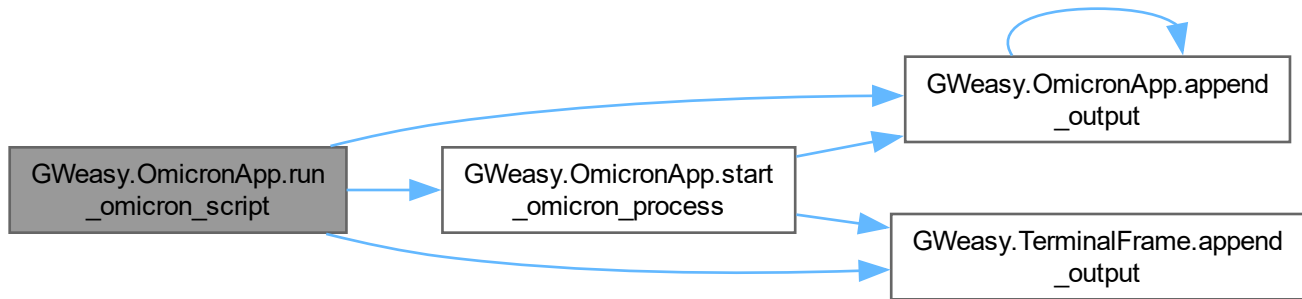 GWeasy.OmicronApp.run
_omicron_script
GWeasy.OmicronApp.start
_omicron_process
GWeasy.OmicronApp.append
_output
GWeasy.TerminalFrame.append
_output